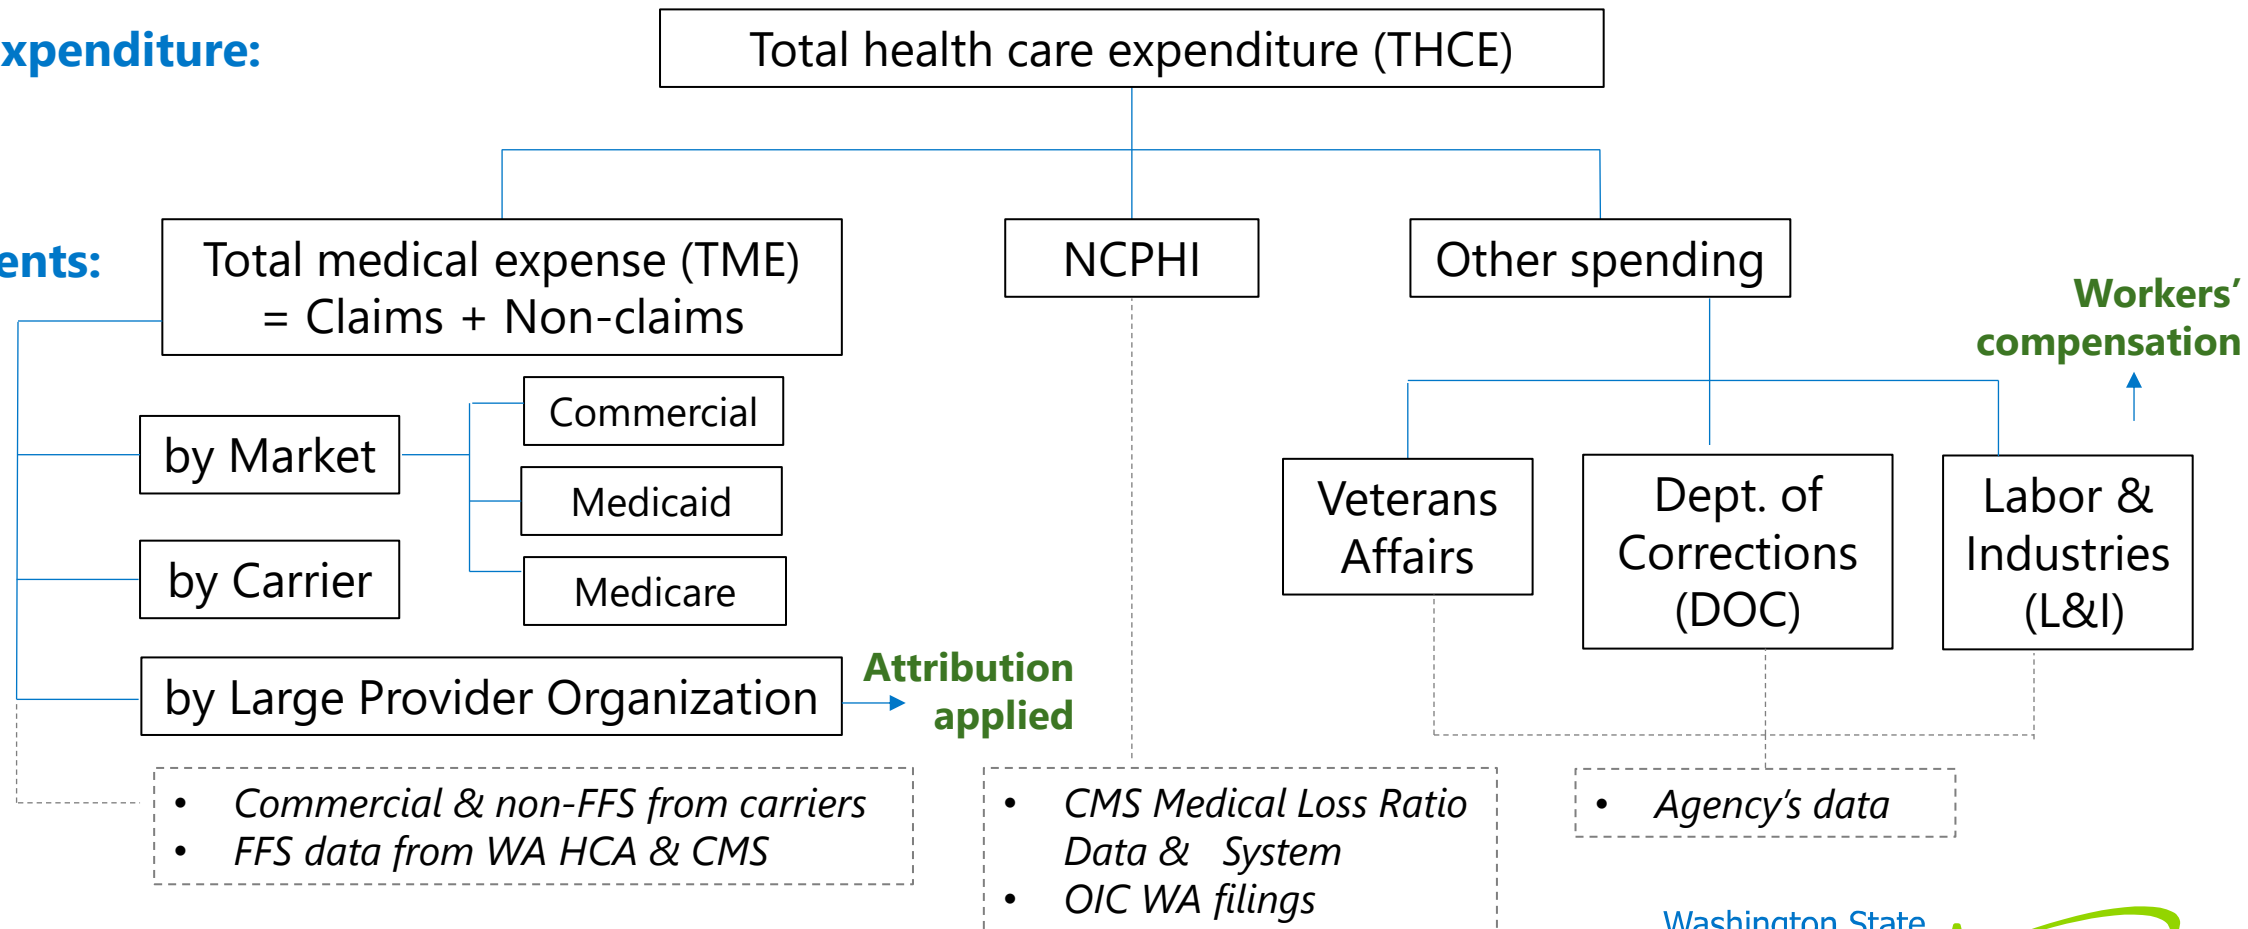 xpenditure:
Total health care expenditure (THCE)
ents:
Total medical expense (TME)
= Claims + Non-claims
NCPHI
Other spending
Workers’
compensation
by Market
Commercial
Medicaid
Medicare
by Carrier
by Large Provider Organization
Attribution
applied
Veterans
Affairs
Dept. of
Corrections
(DOC)
Labor &
Industries
(L&I)
• Commercial & non-FFS from carriers
• FFS data from WA HCA & CMS
• CMS Medical Loss Ratio
Data & System
• OIC WA filings
• Agency’s data
Washington State